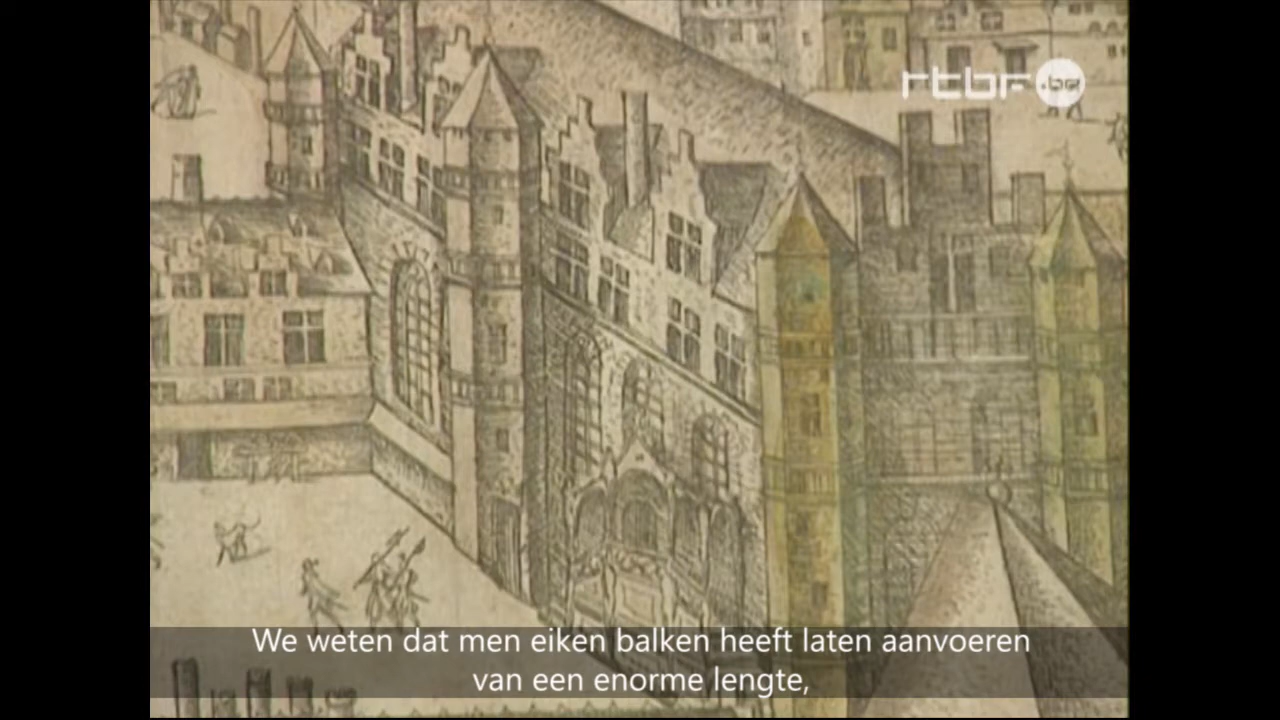 rtbf.be
We weten dat men eiken balken heeft laten aanvoeren
van een enorme lengte,